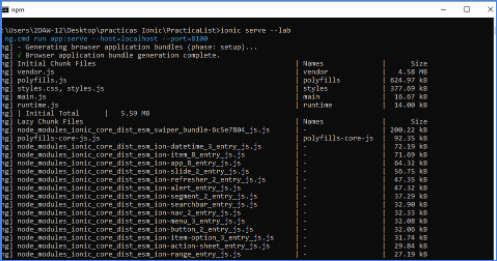 npm
:\Users\2DAW-12\Desktop\practicas Ionic\PracticaList>ionic serve --lab
ng.cmd run app:serve --host=localhost --port=8100
ng] - Generating browser application bundles (phase: setup)...
ng] √ Browser application bundle generation complete.
ng] Initial Chunk Files | Names | Size
ng] vendor.js | vendor | 4.58 MB
ng] polyfills.js | polyfills | 624.97 kB
ng] styles.css, styles.js | styles | 377.69 kB
ng] main.js | main | 16.67 kB
ng] runtime.js | runtime | 14.00 kB
ng] | Initial Total | 5.59 MB
ng] Lazy Chunk Files | Names | Size
ng] node_modules_ionic_core_dist_esm_swiper_bundle-6c5e7804_js.js | - | 200.22 kB
ng] polyfills-core-js.js | polyfills-core-js | 92.35 kB
ng] node_modules_ionic_core_dist_esm_ion-datetime_3_entry_js.js | - | 72.19 kB
ng] node_modules_ionic_core_dist_esm_ion-item_8_entry_js.js | - | 71.69 kB
ng] node_modules_ionic_core_dist_esm_ion-app_8_entry_js.js | - | 64.32 kB
ng] node_modules_ionic_core_dist_esm_ion-slide_2_entry_js.js | - | 56.75 kB
ng] node_modules_ionic_core_dist_esm_ion-refresher_2_entry_js.js | - | 47.35 kB
ng] node_modules_ionic_core_dist_esm_ion-alert_entry_js.js | - | 47.32 kB
ng] node_modules_ionic_core_dist_esm_ion-segment_2_entry_js.js | - | 37.29 kB
ng] node_modules_ionic_core_dist_esm_ion-searchbar_entry_js.js | - | 32.90 kB
ng] node_modules_ionic_core_dist_esm_ion-nav_2_entry_js.js | - | 32.33 kB
ng] node_modules_ionic_core_dist_esm_ion-menu_3_entry_js.js | - | 32.08 kB
ng] node_modules_ionic_core_dist_esm_ion-button_2_entry_js.js | - | 32.06 kB
ng] node_modules_ionic_core_dist_esm_ion-item-option_3_entry_js.js | - | 31.74 kB
ng] node_modules_ionic_core_dist_esm_ion-action-sheet_entry_js.js | - | 29.84 kB
ng] node_modules_ionic_core_dist_esm_ion-range_entry_js.js | - | 27.19 kB